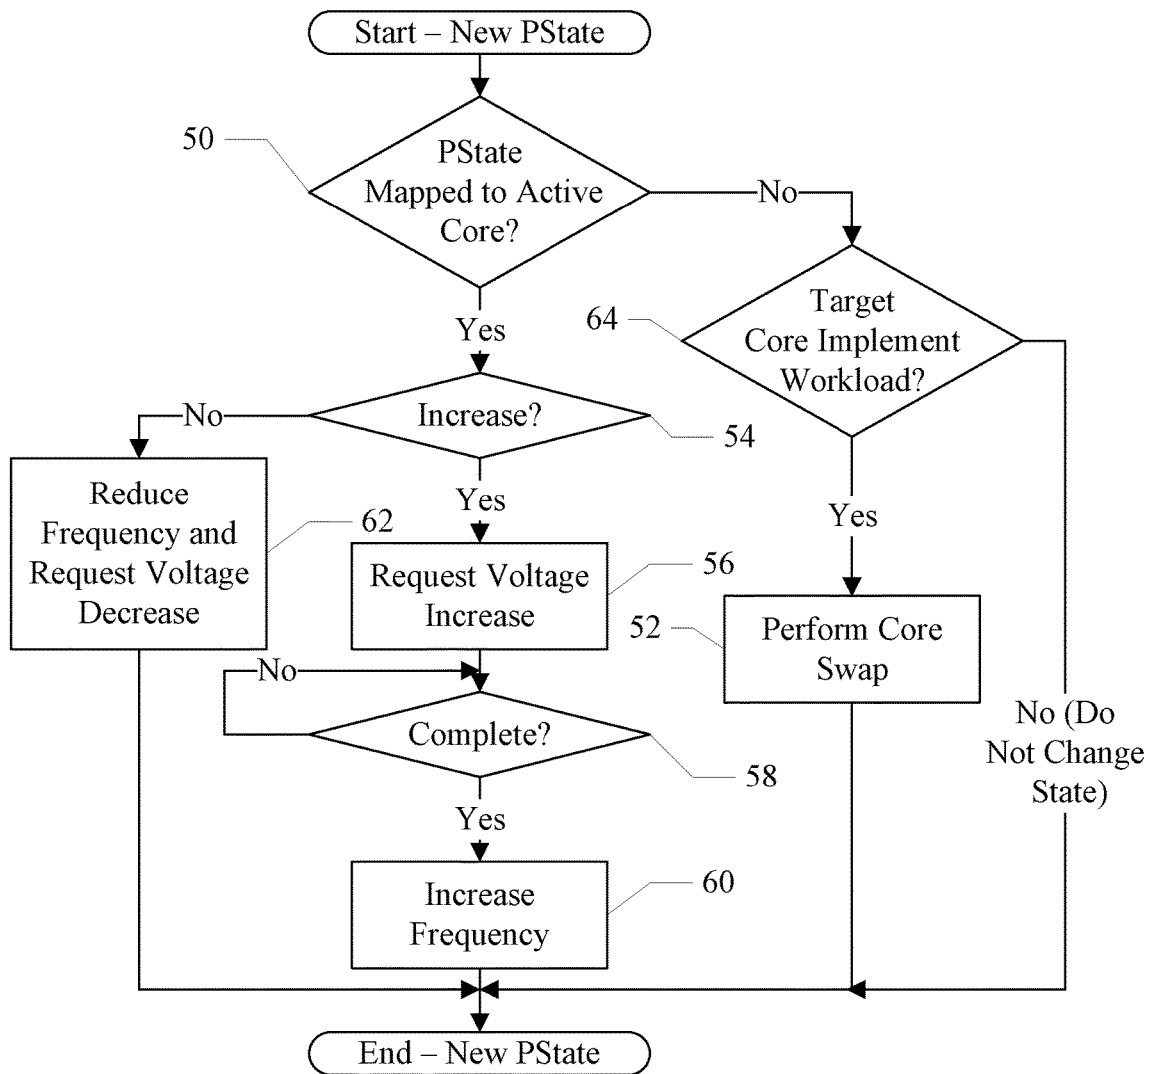 Start – New PState
50
PState
Mapped to Active
Core?
No
Yes
64
Target
Core Implement
Workload?
No
Increase?
54
Reduce
Frequency and
Request Voltage
Decrease
62
Yes
Request Voltage
Increase
56
Yes
52
Perform Core
Swap
No
Complete?
58
No (Do
Not Change
State)
Yes
Increase
Frequency
60
End – New PState